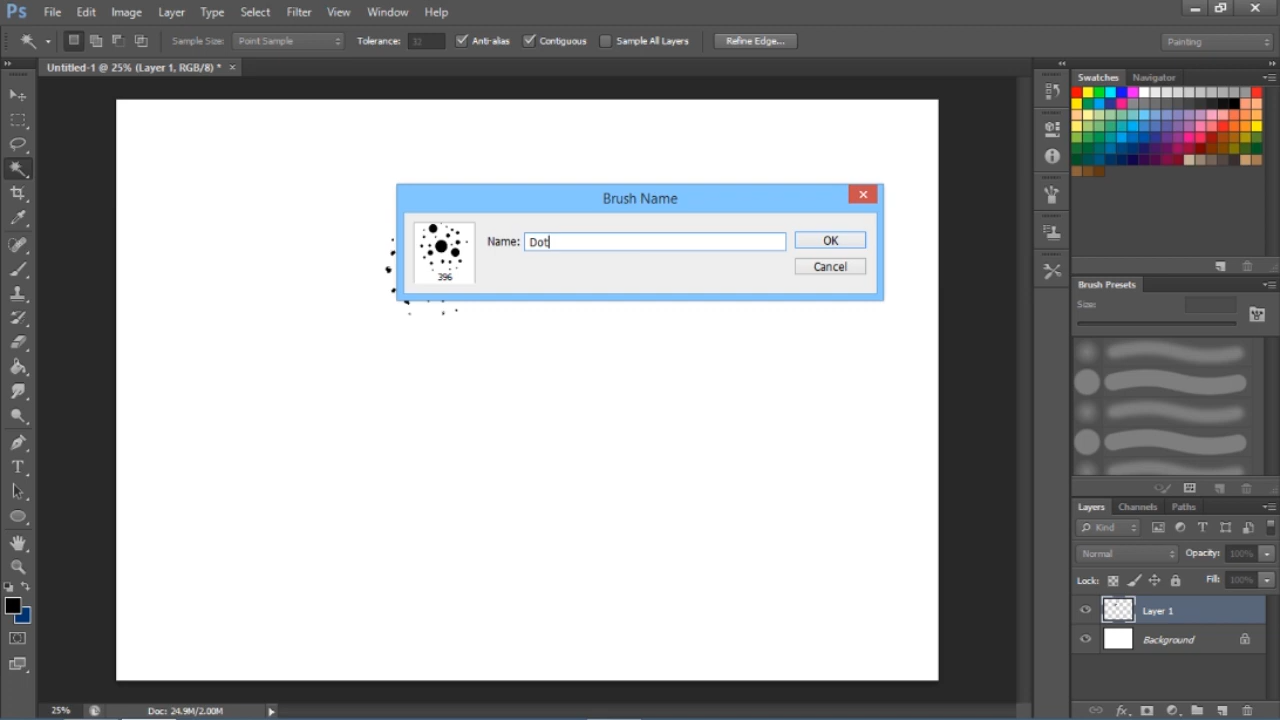 Ps File Edit Image Layer Type Select Filter View Window Help
Sample Size: Point Sample Tolerance: 32 Anti-alias Contiguous Sample All Layers Refine Edge... Painting
Untitled-1 @ 25% (Layer 1, RGB/8) * ×
Swatches Navigator
Brush Name
Name: Dot OK
Cancel
396
Brush Presets
Size:
Layers Channels Paths
Kind
Normal Opacity: 100%
Lock: Fill: 100%
Layer 1
Background
25% Doc: 24.9M/2.00M